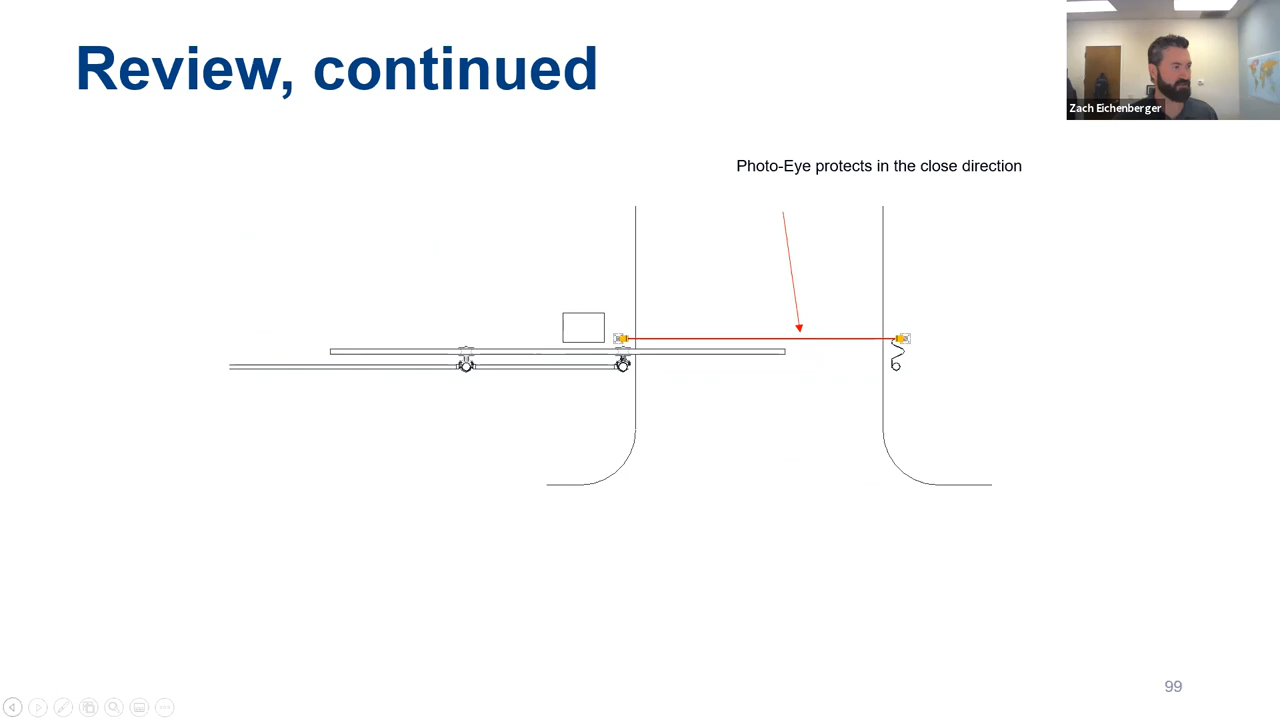 Review, continued
Zach Eichenberger
Photo-Eye protects in the close direction
99